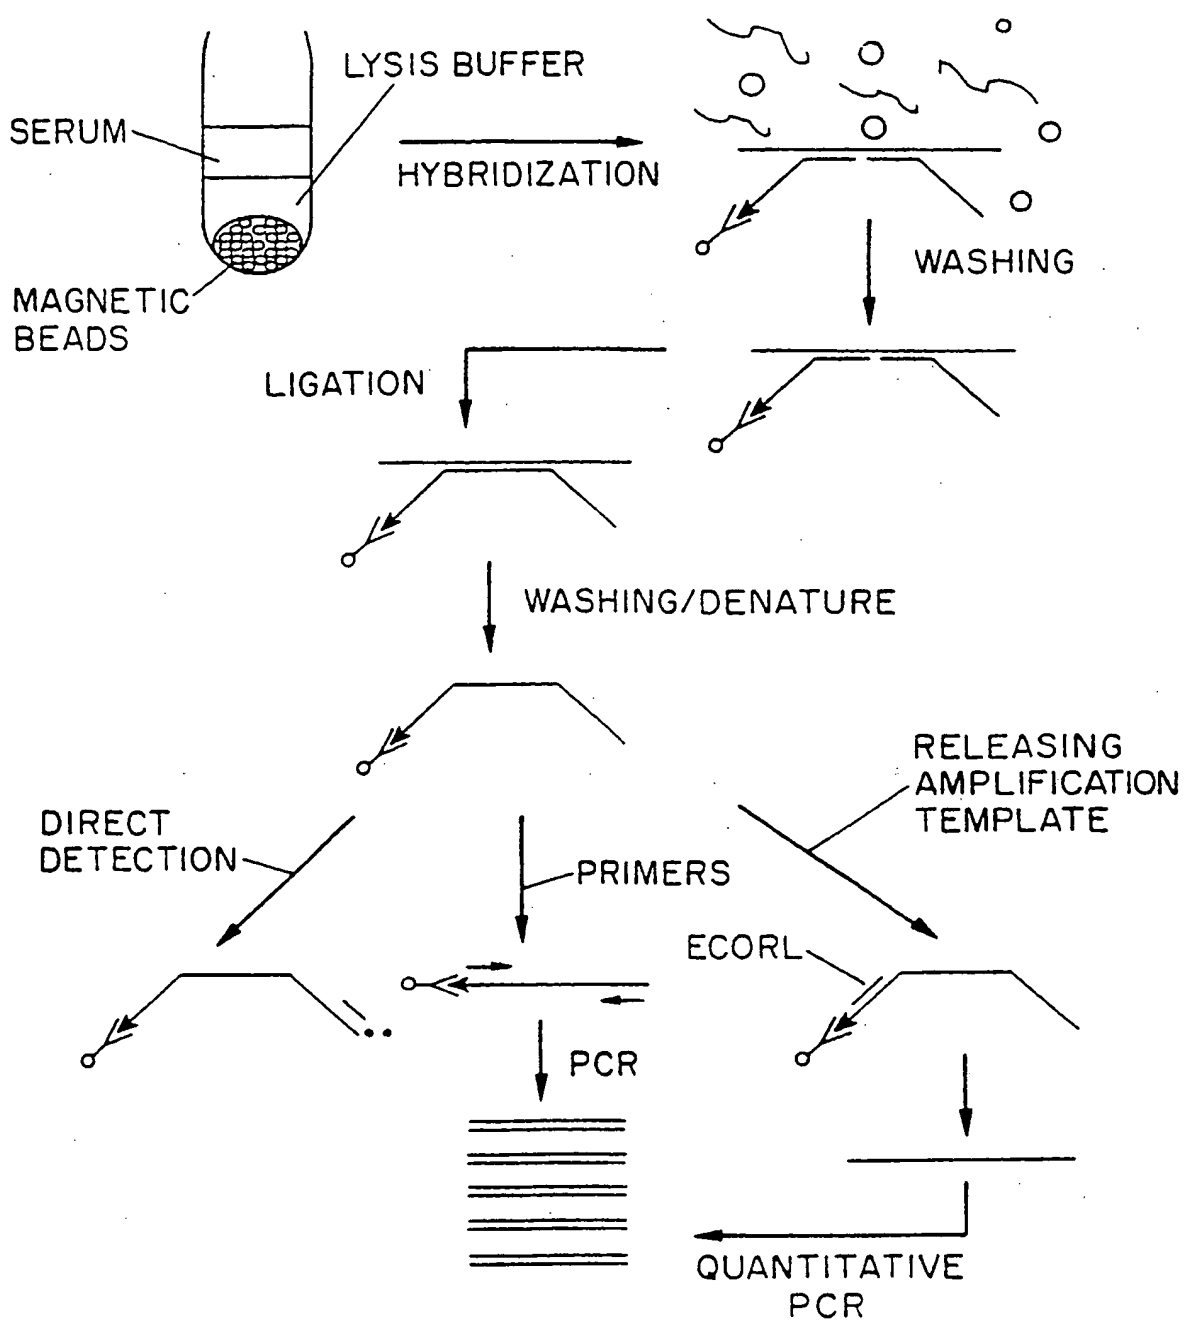 LYSIS BUFFER
SERUM
HYBRIDIZATION
MAGNETIC
BEADS
WASHING
LIGATION
WASHING/DENATURE
RELEASING
AMPLIFICATION
TEMPLATE
DIRECT
DETECTION
PRIMERS
ECORL
PCR
QUANTITATIVE
PCR